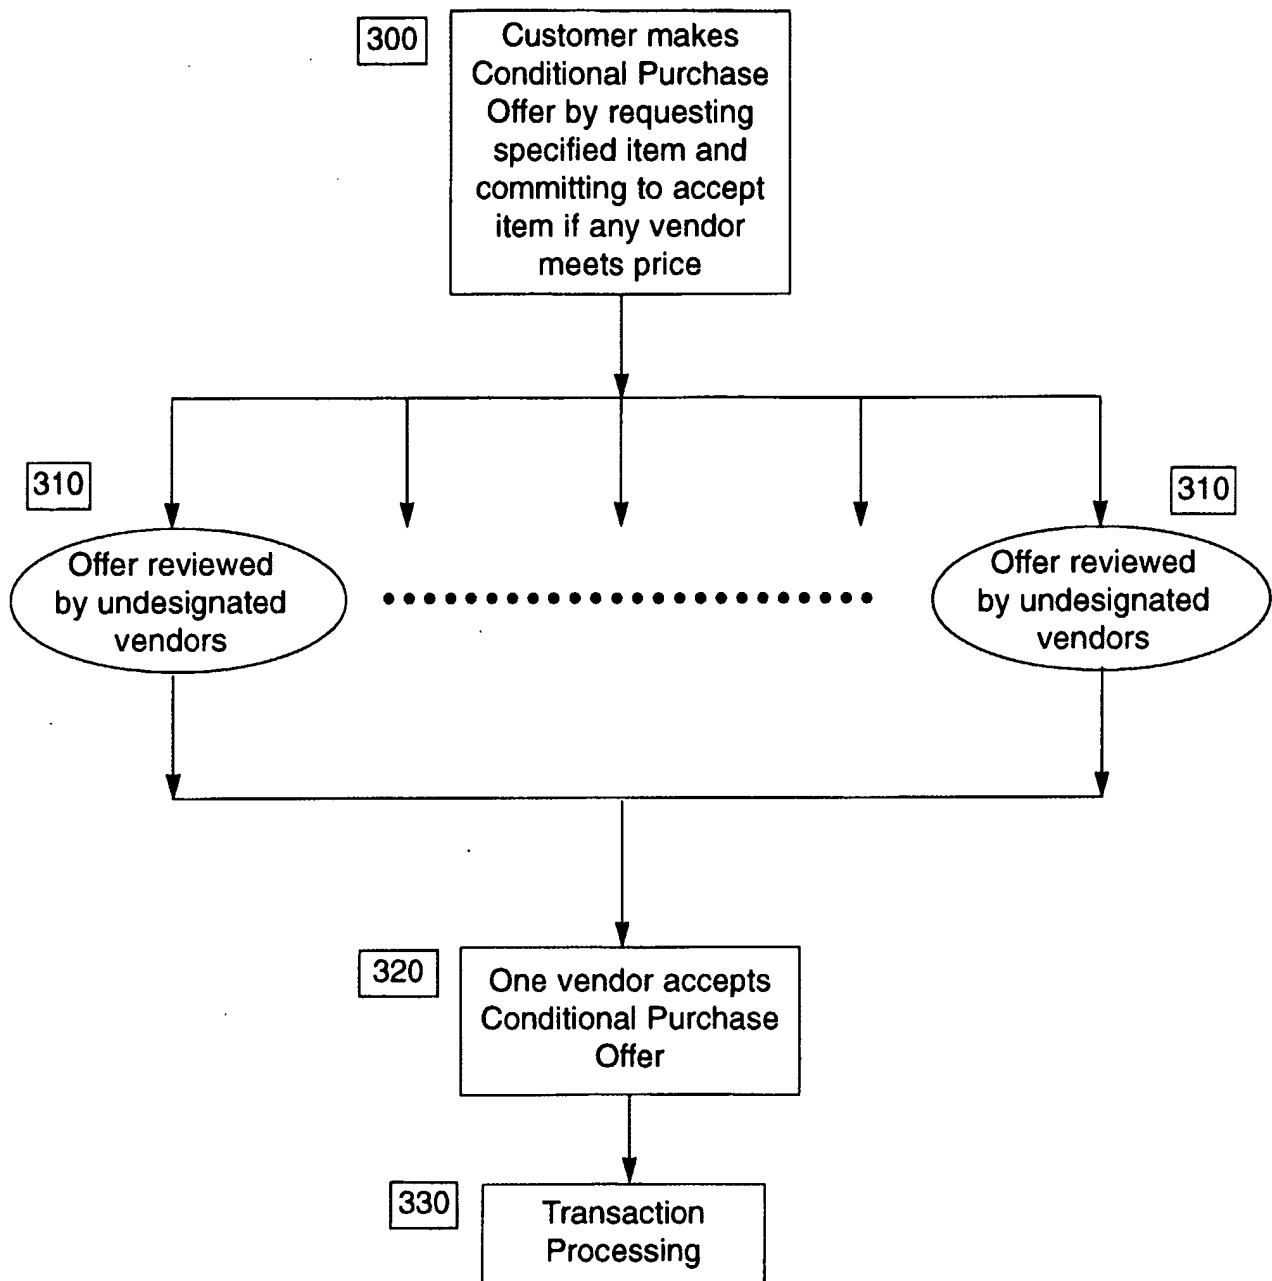 300
Customer makes
Conditional Purchase
Offer by requesting
specified item and
committing to accept
item if any vendor
meets price
310
Offer reviewed
by undesignated
vendors
310
Offer reviewed
by undesignated
vendors
320
One vendor accepts
Conditional Purchase
Offer
330
Transaction
Processing